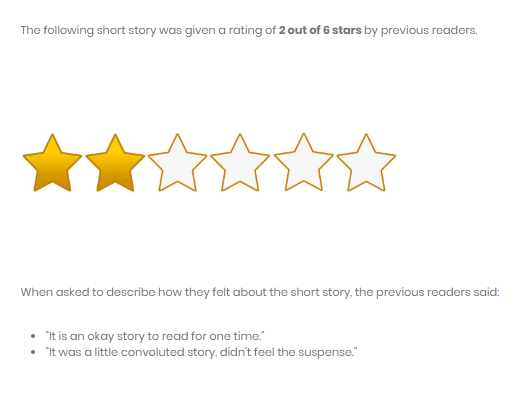 The following short story was given a rating of 2 out of 6 stars by previous readers.
When asked to describe how they felt about the short story, the previous readers said:
• "It is an okay story to read for one time."
• "It was a little convoluted story, didn't feel the suspense."